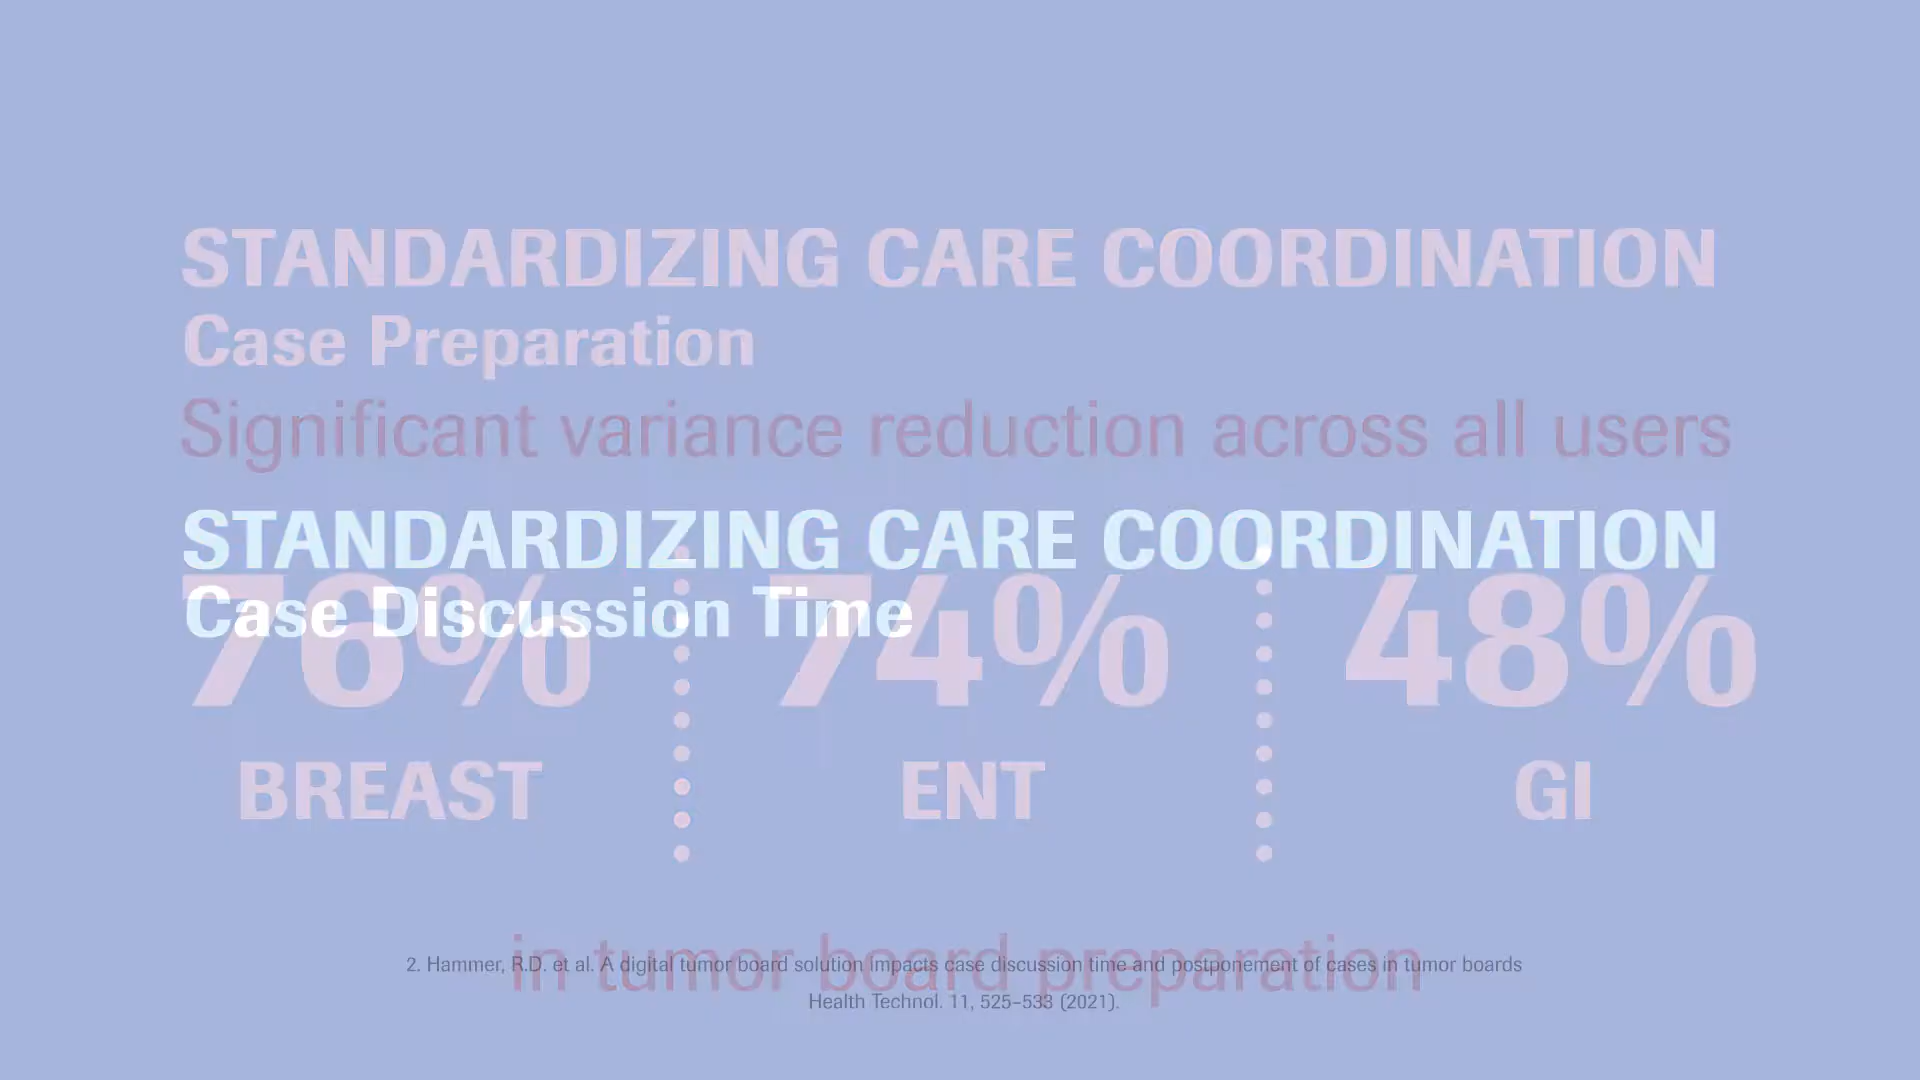 STANDARDIZING CARE COORDINATION
Case Preparation
Significant variance reduction across all users
STANDARDIZING CARE COORDINATION
Case Discussion Time
76% 74% 48%
BREAST ENT GI
in tumor board preparation
2. Hammer, R.D. et al. A digital tumor board solution impacts case discussion time and postponement of cases in tumor boards
Health Technol. 11, 525–533 (2021).